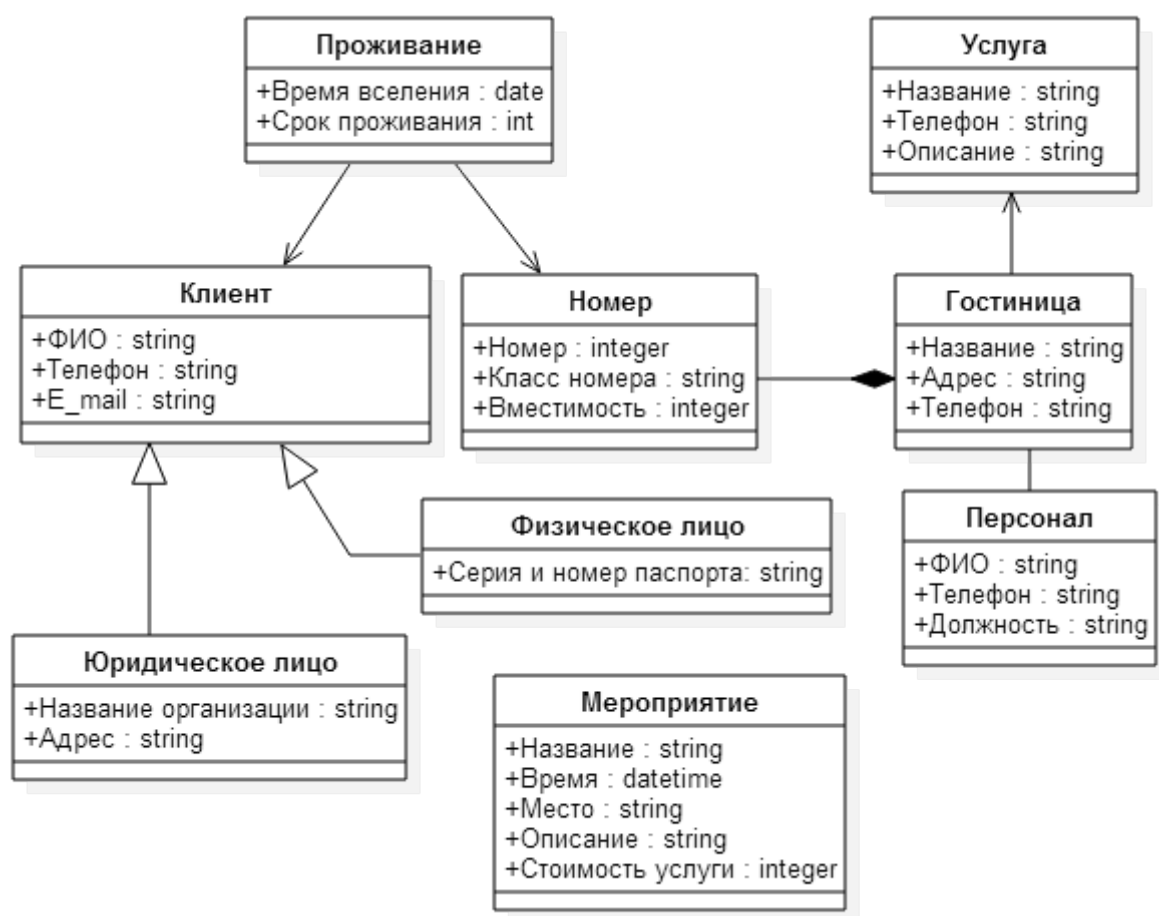 Проживание
+Время вселения : date
+Срок проживания : int
Услуга
+Название : string
+Телефон : string
+Описание : string
Клиент
+ФИО : string
+Телефон : string
+E_mail : string
Номер
+Номер : integer
+Класс номера : string
+Вместимость : integer
Гостиница
+Название : string
+Адрес : string
+Телефон : string
Физическое лицо
+Серия и номер паспорта: string
Персонал
+ФИО : string
+Телефон : string
+Должность : string
Юридическое лицо
+Название организации : string
+Адрес : string
Мероприятие
+Название : string
+Время : datetime
+Место : string
+Описание : string
+Стоимость услуги : integer